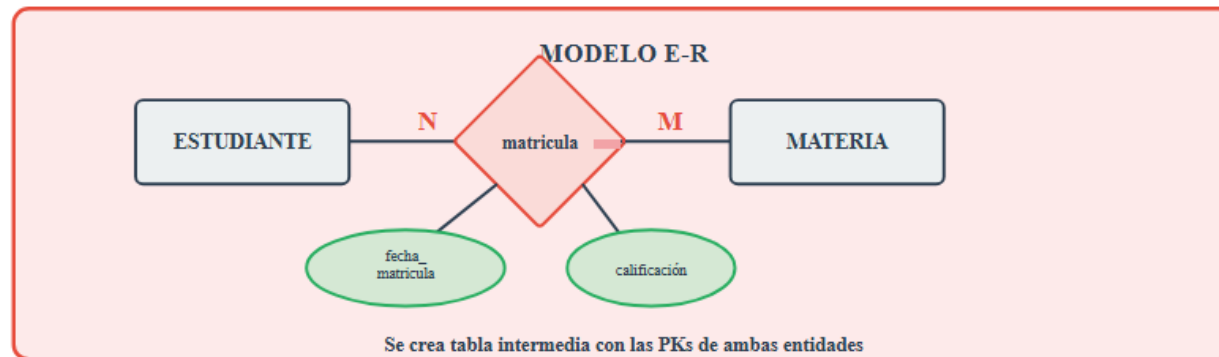 MODELO E-R
ESTUDIANTE
N
matricula
M
MATERIA
fecha_
matricula
calificación
Se crea tabla intermedia con las PKs de ambas entidades